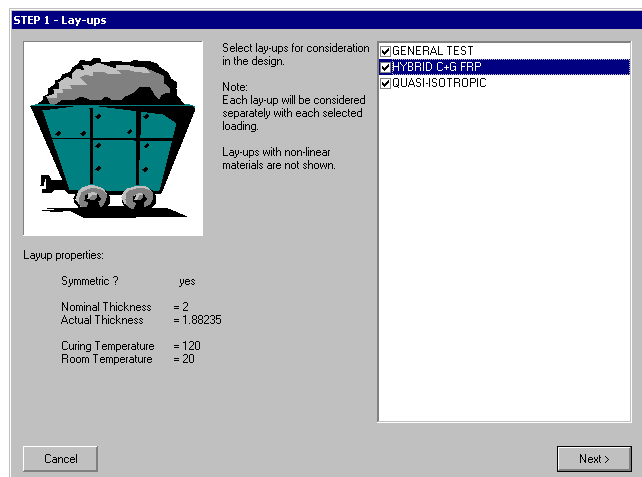 STEP 1 - Lay-ups
Select lay-ups for consideration
in the design.
Note:
Each lay-up will be considered
separately with each selected
loading.
Lay-ups with non-linear
materials are not shown.
GENERAL TEST
HYBRID C+G FRP
QUASI-ISOTROPIC
Layup properties:
Symmetric ? yes
Nominal Thickness = 2
Actual Thickness = 1.88235
Curing Temperature = 120
Room Temperature = 20
Cancel
Next >